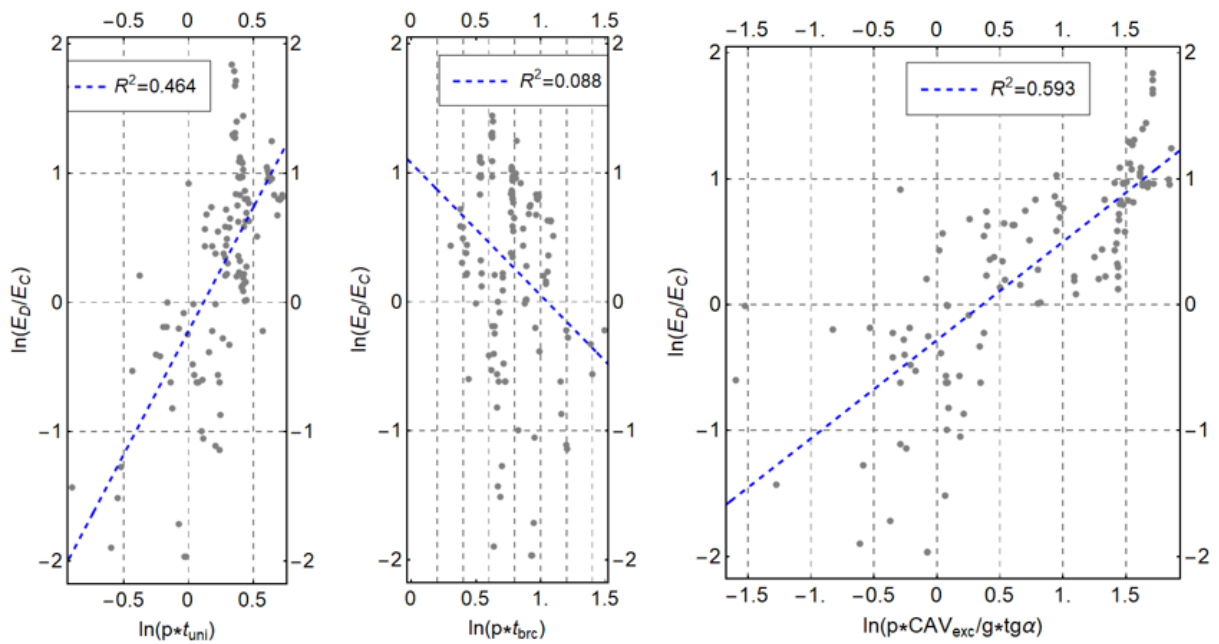 −0.5 0 0.5
2 2
R²=0.464
1 1
0 0
−1 −1
−2 −2
ln(E_D/E_C)
−0.5 0 0.5
ln(p*t_uni)
0 0.5 1. 1.5
2 2
R²=0.088
1 1
0 0
−1 −1
−2 −2
ln(E_D/E_C)
0 0.5 1. 1.5
ln(p*t_brc)
−1.5 1. −0.5 0 0.5 1. 1.5
2 2
R²=0.593
1 1
0 0
−1 −1
−2 −2
ln(E_D/E_C)
−1.5 1. −0.5 0 0.5 1. 1.5
ln(p*CAV_exc/g*tgα)